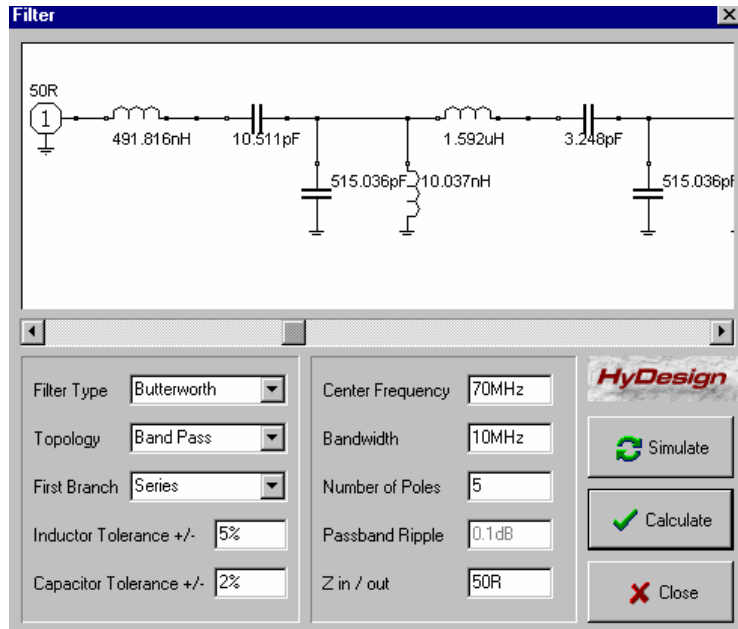 Filter
50R
1
491.816nH
10.511pF
1.592uH
3.248pF
515.036pF
10.037nH
515.036pF
Filter Type Butterworth
Topology Band Pass
First Branch Series
Inductor Tolerance +/- 5%
Capacitor Tolerance +/- 2%
Center Frequency 70MHz
Bandwidth 10MHz
Number of Poles 5
Passband Ripple 0.1dB
Z in / out 50R
HyDesign
Simulate
Calculate
Close